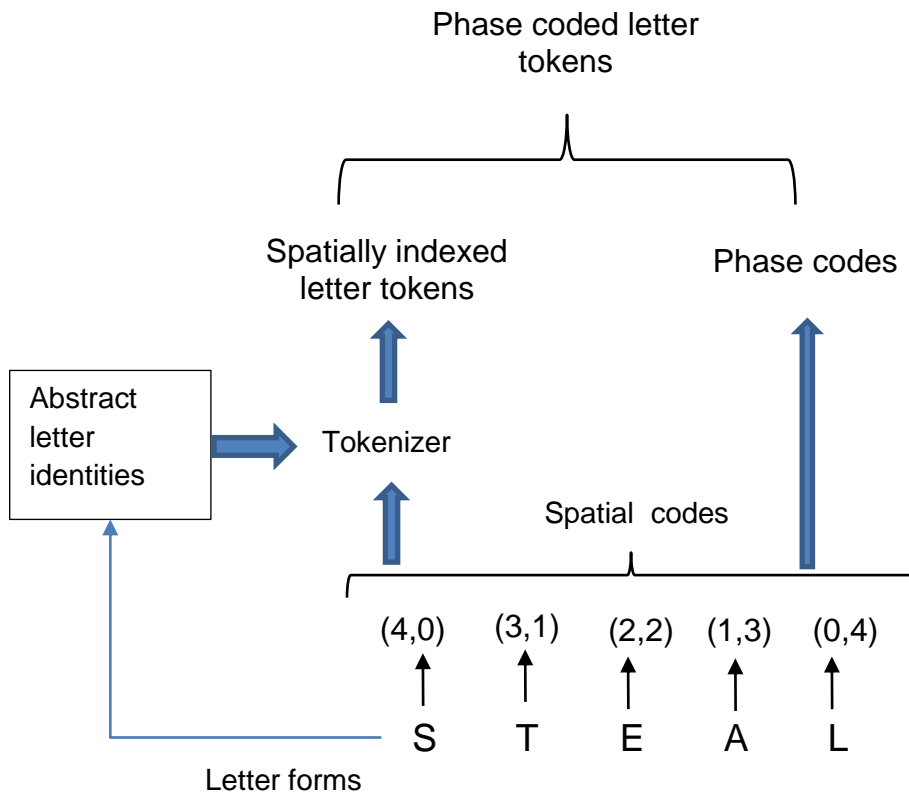 Phase coded letter
tokens
Spatially indexed
letter tokens
Phase codes
Abstract
letter
identities
Tokenizer
Spatial codes
(4,0) (3,1) (2,2) (1,3) (0,4)
S T E A L
Letter forms